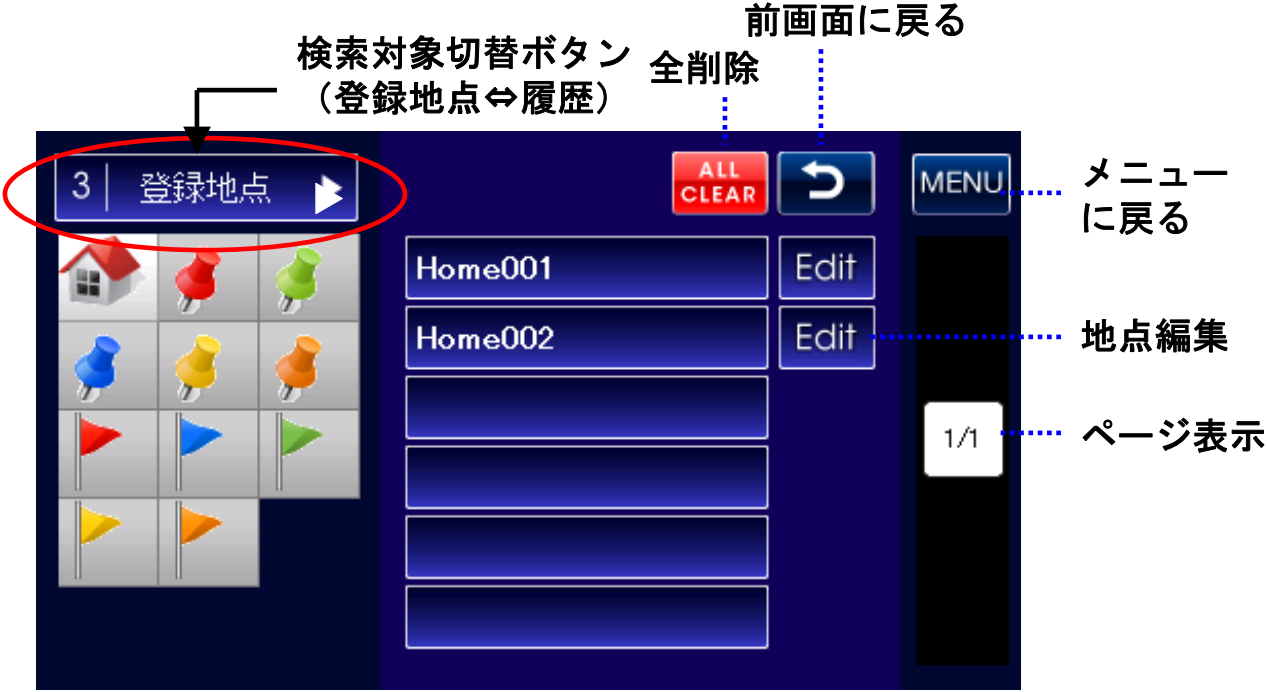 前画面に戻る
検索対象切替ボタン
（登録地点⇔履歴）
全削除
3 登録地点
ALL
CLEAR
MENU
メニュー
に戻る
Home001 Edit
Home002 Edit
地点編集
1/1
ページ表示